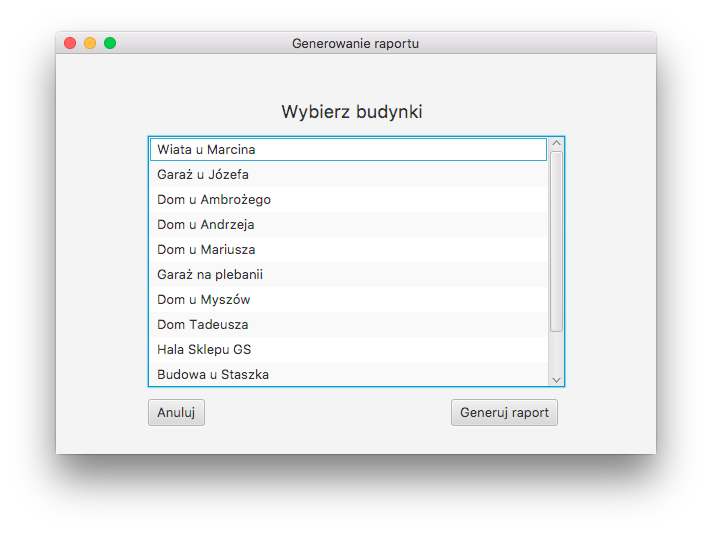 Generowanie raportu
Wybierz budynki
Wiata u Marcina
Garaż u Józefa
Dom u Ambrożego
Dom u Andrzeja
Dom u Mariusza
Garaż na plebanii
Dom u Myszów
Dom Tadeusza
Hala Sklepu GS
Budowa u Staszka
Anuluj
Generuj raport